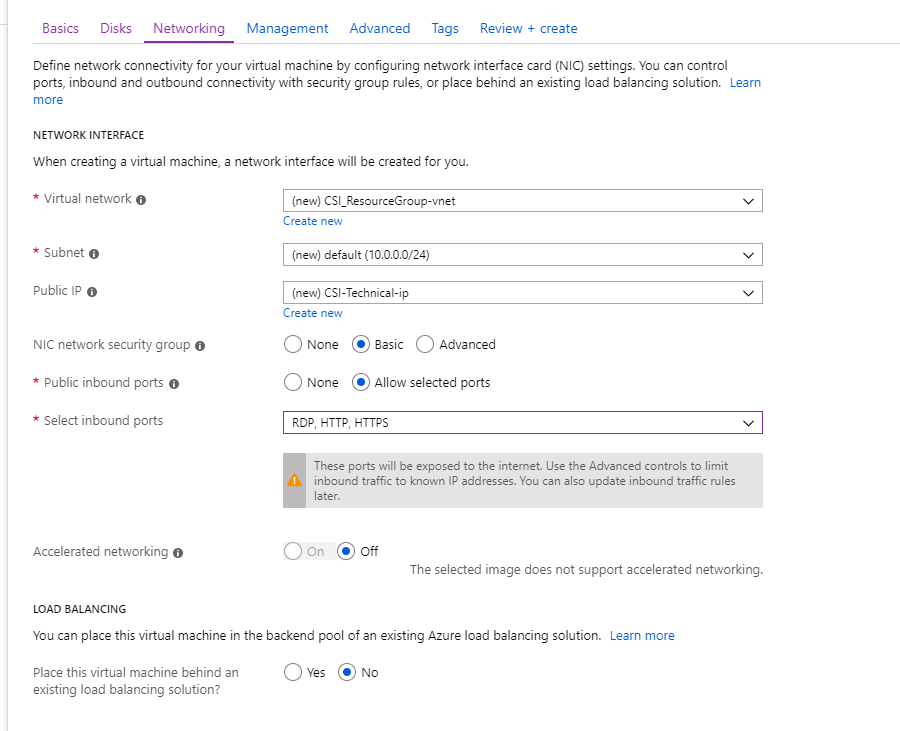 Basics Disks Networking Management Advanced Tags Review + create
Define network connectivity for your virtual machine by configuring network interface card (NIC) settings. You can control
ports, inbound and outbound connectivity with security group rules, or place behind an existing load balancing solution. Learn
more
NETWORK INTERFACE
When creating a virtual machine, a network interface will be created for you.
* Virtual network (new) CSI_ResourceGroup-vnet
Create new
* Subnet (new) default (10.0.0.0/24)
Public IP (new) CSI-Technical-ip
Create new
NIC network security group None Basic Advanced
* Public inbound ports None Allow selected ports
* Select inbound ports RDP, HTTP, HTTPS
These ports will be exposed to the internet. Use the Advanced controls to limit
inbound traffic to known IP addresses. You can also update inbound traffic rules
later.
Accelerated networking On Off
The selected image does not support accelerated networking.
LOAD BALANCING
You can place this virtual machine in the backend pool of an existing Azure load balancing solution. Learn more
Place this virtual machine behind an Yes No
existing load balancing solution?